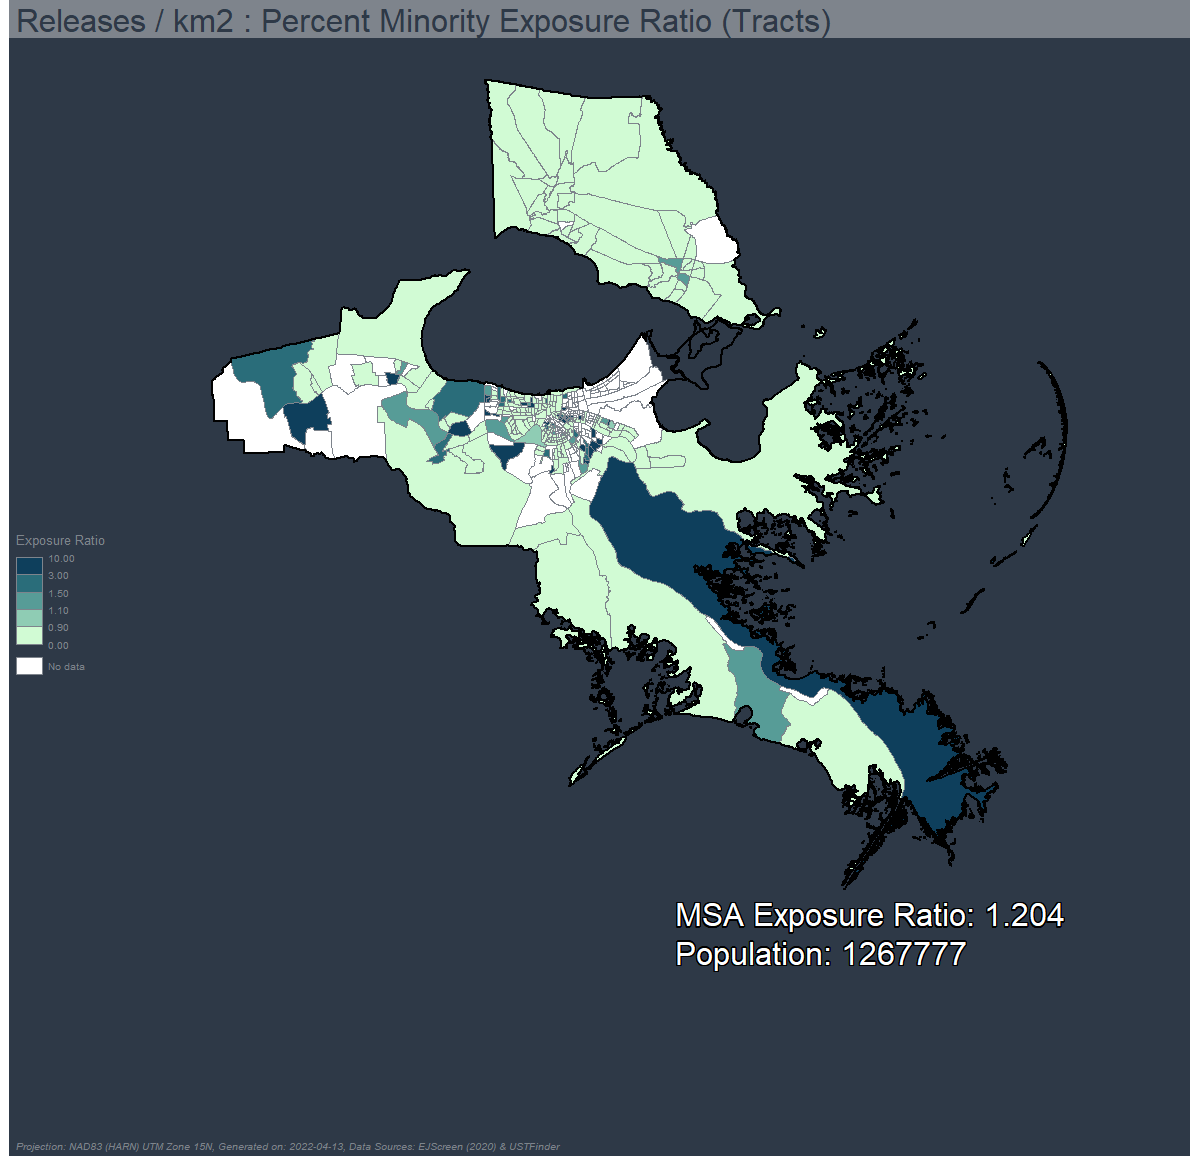 Releases / km2 : Percent Minority Exposure Ratio (Tracts)
Exposure Ratio
10.00
3.00
1.50
1.10
0.90
0.00
No data
MSA Exposure Ratio: 1.204
Population: 1267777
Projection: NAD83 (HARN) UTM Zone 15N, Generated on: 2022-04-13, Data Sources: EJScreen (2020) & USTFinder